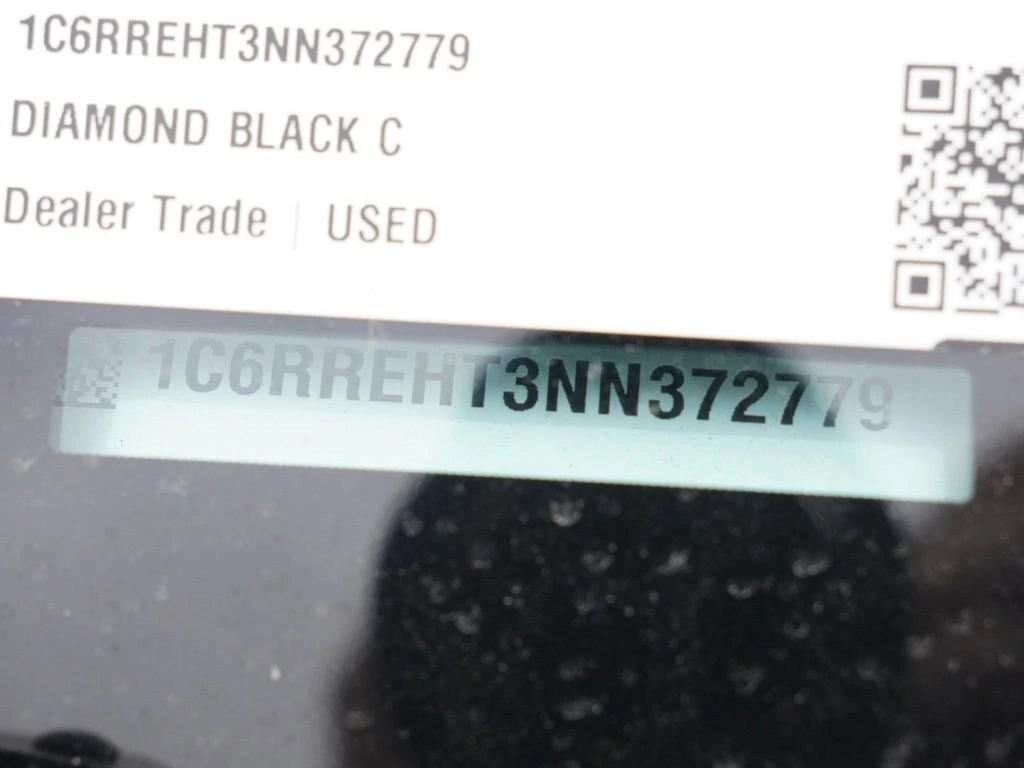 1C6RREHT3NN372779
DIAMOND BLACK C
Dealer Trade | USED
1C6RREHT3NN372779